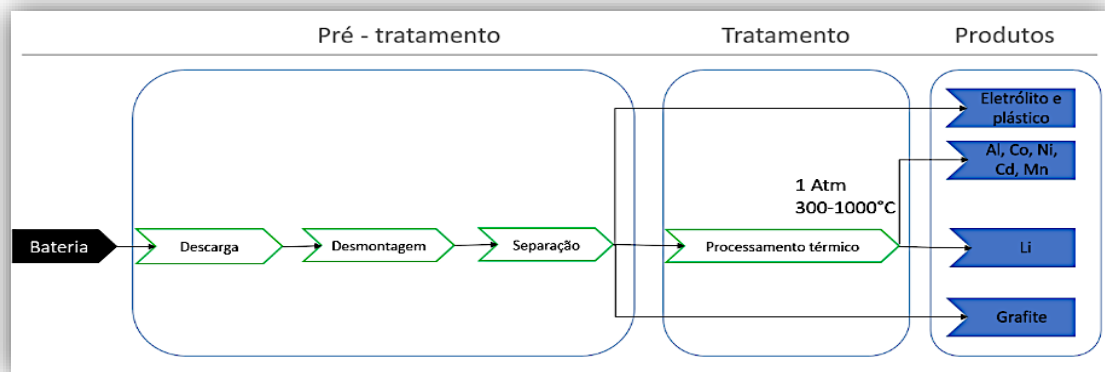 Pré - tratamento
Tratamento
Produtos
Eletrólito e
plástico
Al, Co, Ni,
Cd, Mn
1 Atm
300-1000°C
Bateria
Descarga
Desmontagem
Separação
Processamento térmico
Li
Grafite